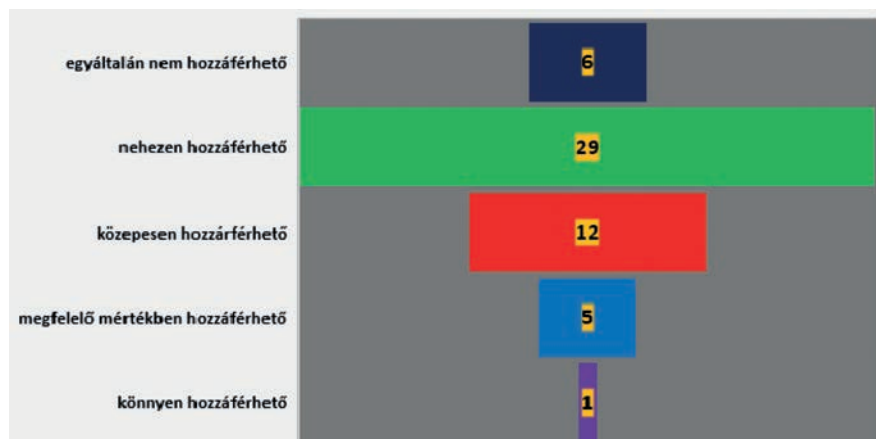 egyáltalán nem hozzáférhető 6
nehezen hozzáférhető 29
közepesen hozzárférhető 12
megfelelő mértékben hozzáférhető 5
könnyen hozzáférhető 1